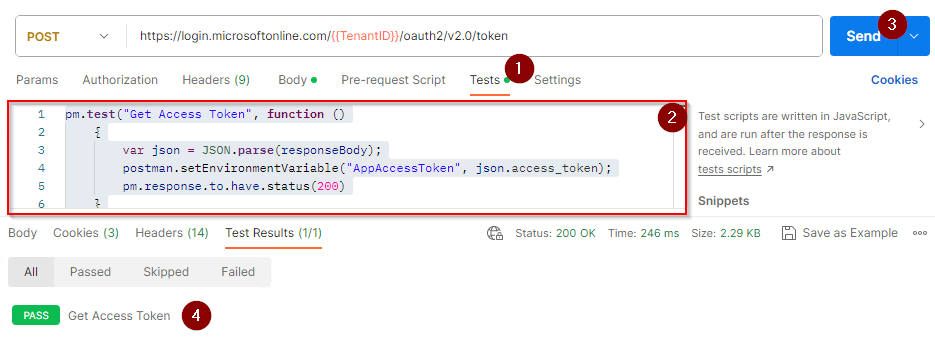 3
POST https://login.microsoftonline.com/{{TenantID}}/oauth2/v2.0/token Send
1
Params Authorization Headers (9) Body Pre-request Script Tests Settings Cookies
1 pm.test("Get Access Token", function ()
2 {
3 var json = JSON.parse(responseBody);
4 postman.setEnvironmentVariable("AppAccessToken", json.access_token);
5 pm.response.to.have.status(200)
6 }
2
Test scripts are written in JavaScript,
and are run after the response is
received. Learn more about
tests scripts ↗
Snippets
Body Cookies (3) Headers (14) Test Results (1/1) Status: 200 OK Time: 246 ms Size: 2.29 KB Save as Example
All Passed Skipped Failed
PASS Get Access Token 4